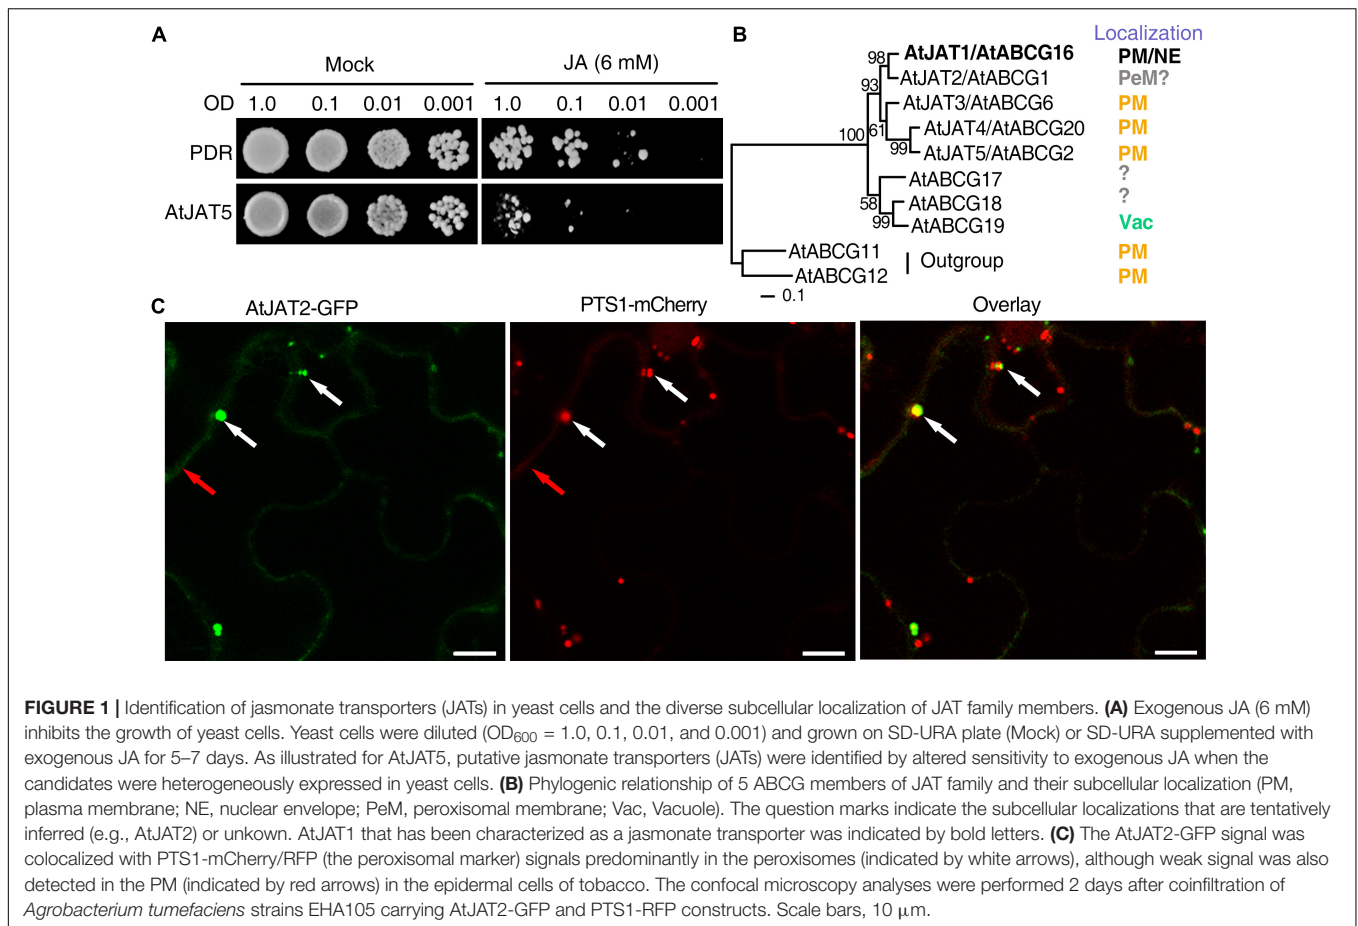 A
Mock
JA (6 mM)
OD 1.0 0.1 0.01 0.001 1.0 0.1 0.01 0.001
PDR
AtJAT5
B
Localization
98 AtJAT1/AtABCG16 PM/NE
AtJAT2/AtABCG1 PeM?
93
AtJAT3/AtABCG6 PM
100 61 AtJAT4/AtABCG20 PM
99 AtJAT5/AtABCG2 PM
AtABCG17 ?
58 AtABCG18 ?
99 AtABCG19 Vac
AtABCG11 PM
Outgroup
AtABCG12 PM
0.1
C
AtJAT2-GFP PTS1-mCherry Overlay
FIGURE 1 | Identification of jasmonate transporters (JATs) in yeast cells and the diverse subcellular localization of JAT family members. (A) Exogenous JA (6 mM)
inhibits the growth of yeast cells. Yeast cells were diluted (OD600 = 1.0, 0.1, 0.01, and 0.001) and grown on SD-URA plate (Mock) or SD-URA supplemented with
exogenous JA for 5–7 days. As illustrated for AtJAT5, putative jasmonate transporters (JATs) were identified by altered sensitivity to exogenous JA when the
candidates were heterogeneously expressed in yeast cells. (B) Phylogenic relationship of 5 ABCG members of JAT family and their subcellular localization (PM,
plasma membrane; NE, nuclear envelope; PeM, peroxisomal membrane; Vac, Vacuole). The question marks indicate the subcellular localizations that are tentatively
inferred (e.g., AtJAT2) or unkown. AtJAT1 that has been characterized as a jasmonate transporter was indicated by bold letters. (C) The AtJAT2-GFP signal was
colocalized with PTS1-mCherry/RFP (the peroxisomal marker) signals predominantly in the peroxisomes (indicated by white arrows), although weak signal was also
detected in the PM (indicated by red arrows) in the epidermal cells of tobacco. The confocal microscopy analyses were performed 2 days after coinfiltration of
Agrobacterium tumefaciens strains EHA105 carrying AtJAT2-GFP and PTS1-RFP constructs. Scale bars, 10 μm.